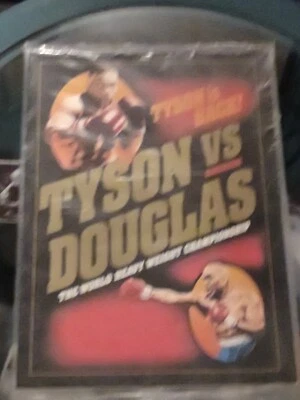 TYSON IS
BACK!
TYSON VS
DOUGLAS
THE WORLD HEAVY WEIGHT CHAMPIONSHIP